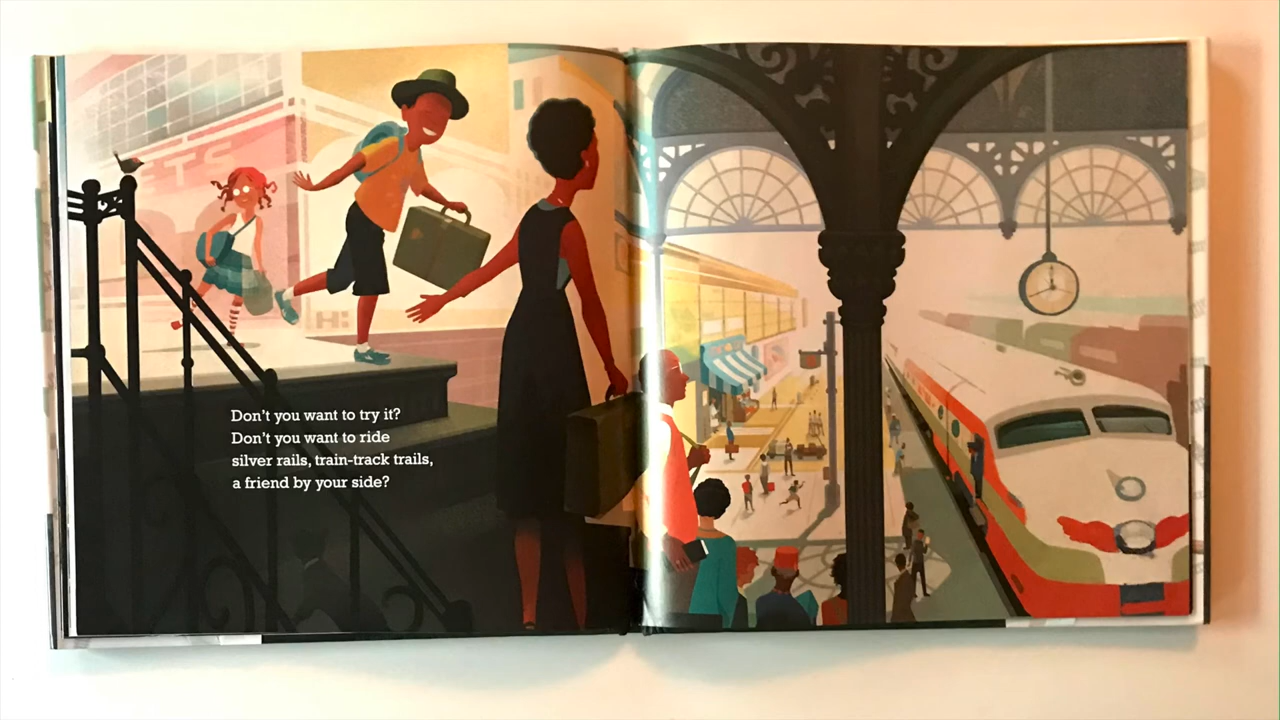 TS
H:
Don't you want to try it?
Don't you want to ride
silver rails, train-track trails,
a friend by your side?